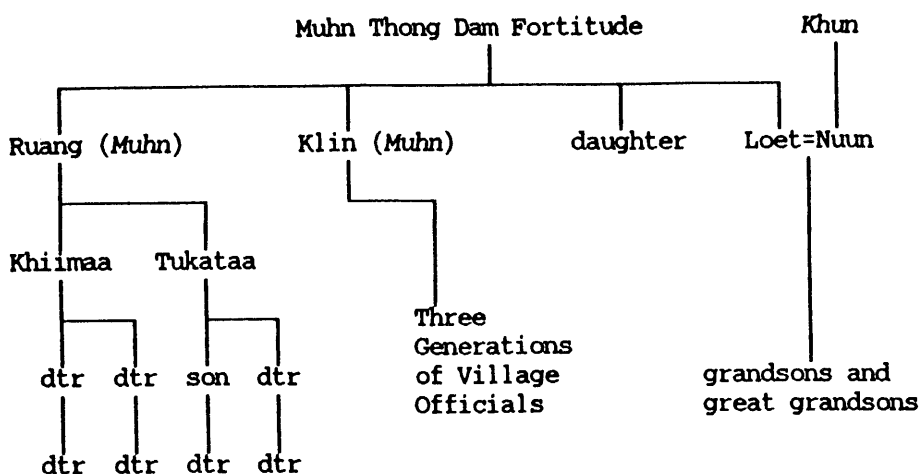 Muhn Thong Dam Fortitude Khun
Ruang (Muhn) Klin (Muhn) daughter Loet=Nuun
Khiimaa Tukataa
Three
Generations
of Village
Officials
dtr dtr son dtr
grandsons and
great grandsons
dtr dtr dtr dtr